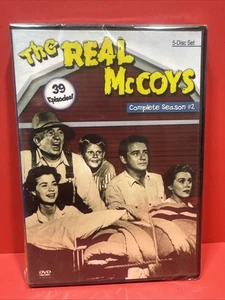 5-Disc Set
The REAL
McCOYS
39
Episodes!
Complete Season #2
DVD